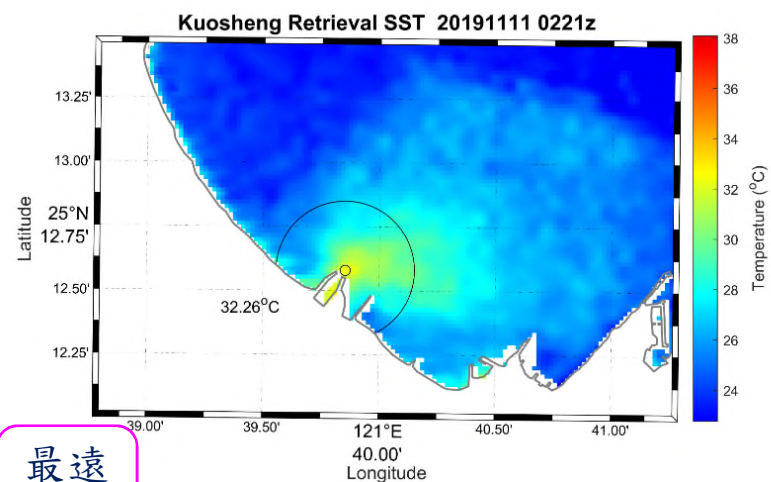 Kuosheng Retrieval SST 20191111 0221z
38
36
34
32
30
28
26
24
Temperature (°C)
13.25'
13.00'
25°N
12.75'
12.50'
12.25'
Latitude
32.26°C
39.00'
39.50'
121°E
40.00'
40.50'
41.00'
Longitude
最遠